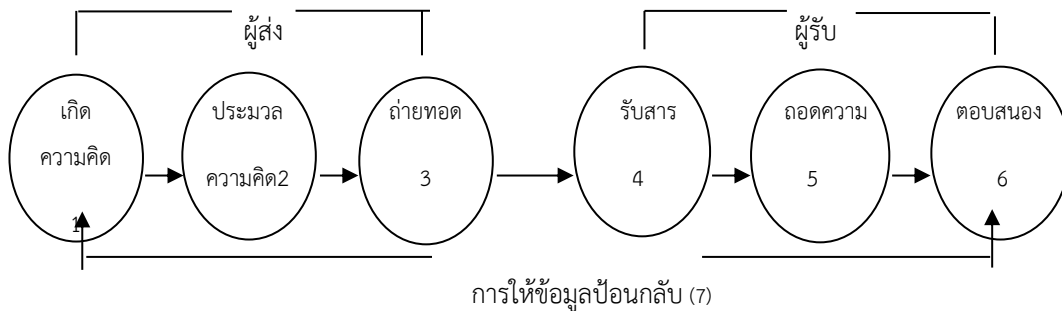 ผู้ส่ง
ผู้รับ
เกิด
ความคิด
1
ประมวล
ความคิด2
ถ่ายทอด
3
รับสาร
4
ถอดความ
5
ตอบสนอง
6
การให้ข้อมูลป้อนกลับ (7)